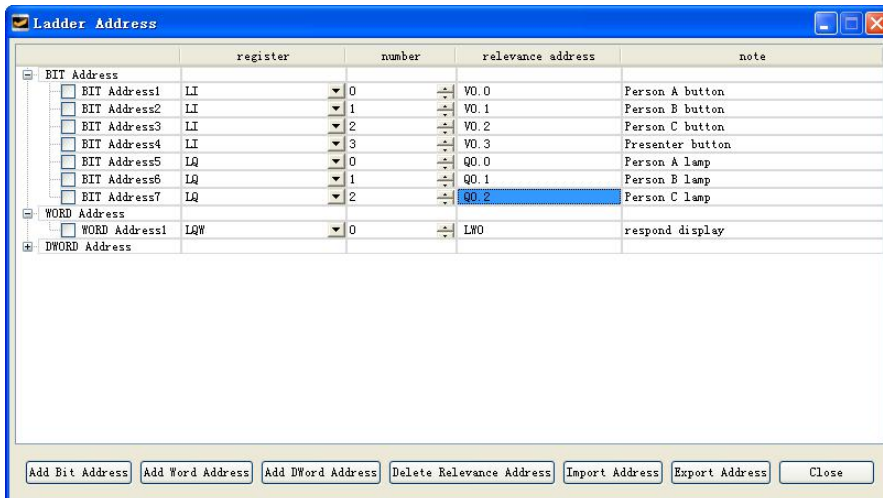 Ladder Address
register number relevance address note
BIT Address
BIT Address1 LI 0 V0.0 Person A button
BIT Address2 LI 1 V0.1 Person B button
BIT Address3 LI 2 V0.2 Person C button
BIT Address4 LI 3 V0.3 Presenter button
BIT Address5 LQ 0 Q0.0 Person A lamp
BIT Address6 LQ 1 Q0.1 Person B lamp
BIT Address7 LQ 2 Q0.2 Person C lamp
WORD Address
WORD Address1 LQW 0 LW0 respond display
DWORD Address
Add Bit Address Add Word Address Add DWord Address Delete Relevance Address Import Address Export Address Close